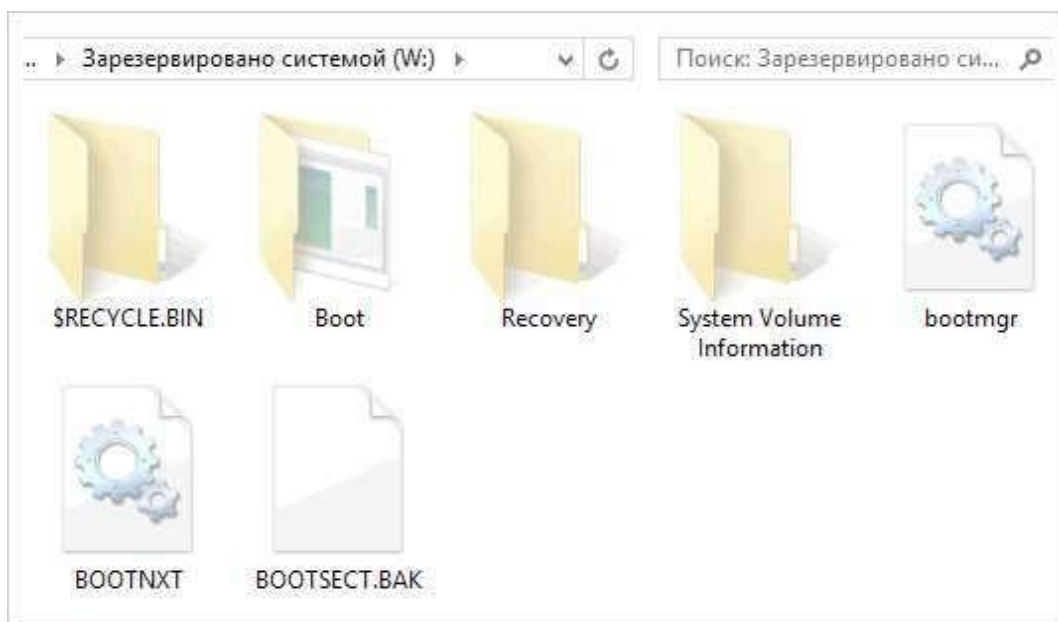 .. ▸ Зарезервировано системой (W:) ▸
Поиск: Зарезервировано си...
$RECYCLE.BIN
Boot
Recovery
System Volume
Information
bootmgr
BOOTNXT
BOOTSECT.BAK